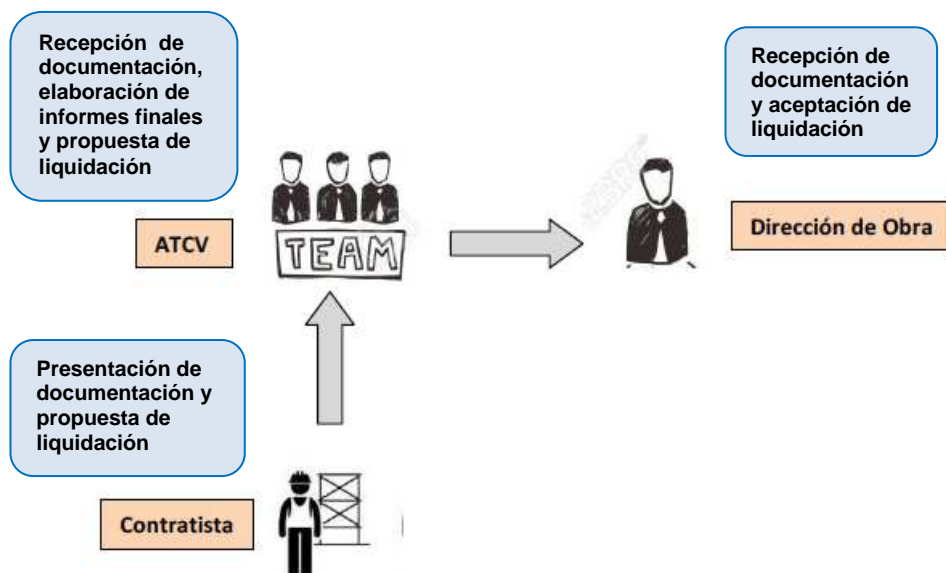 Recepción de
documentación,
elaboración de
informes finales
y propuesta de
liquidación
Recepción de
documentación
y aceptación de
liquidación
ATCV
TEAM
Dirección de Obra
Presentación de
documentación y
propuesta de
liquidación
Contratista